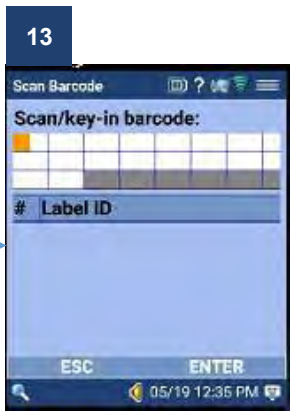 13
Scan Barcode ?
Scan/key-in barcode:
# Label ID
ESC ENTER
05/19 12:35 PM